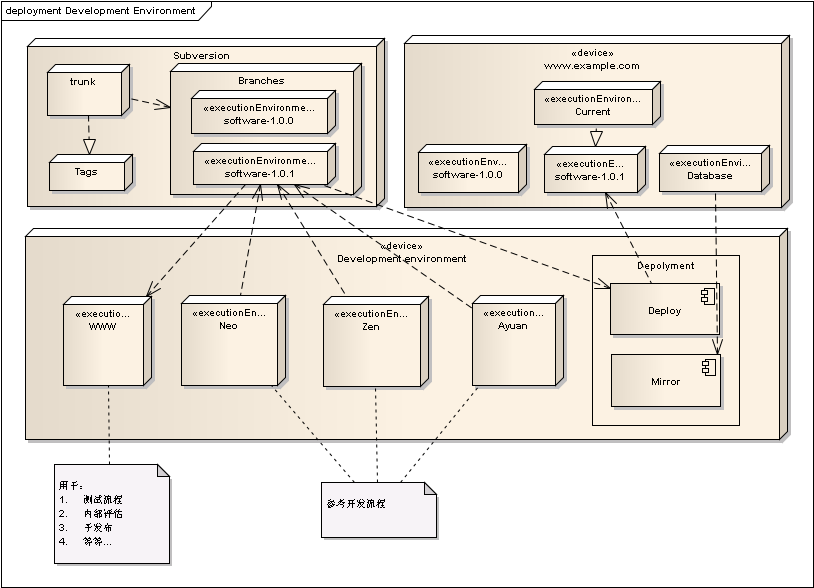 deployment Development Environment
Subversion
trunk
Tags
Branches
«executionEnvironme...
software-1.0.0
«executionEnvironme...
software-1.0.1
«device»
www.example.com
«executionEnviron...
Current
«executionEnv...
software-1.0.0
«executionE...
software-1.0.1
«executionEnvi...
Database
«device»
Development environment
«executio...
WWW
«executionEn...
Neo
«executionEn...
Zen
«execution...
Ayuan
Depolyment
Deploy
Mirror
用于：
1. 测试流程
2. 内部评估
3. 予发布
4. 等等...
参考开发流程